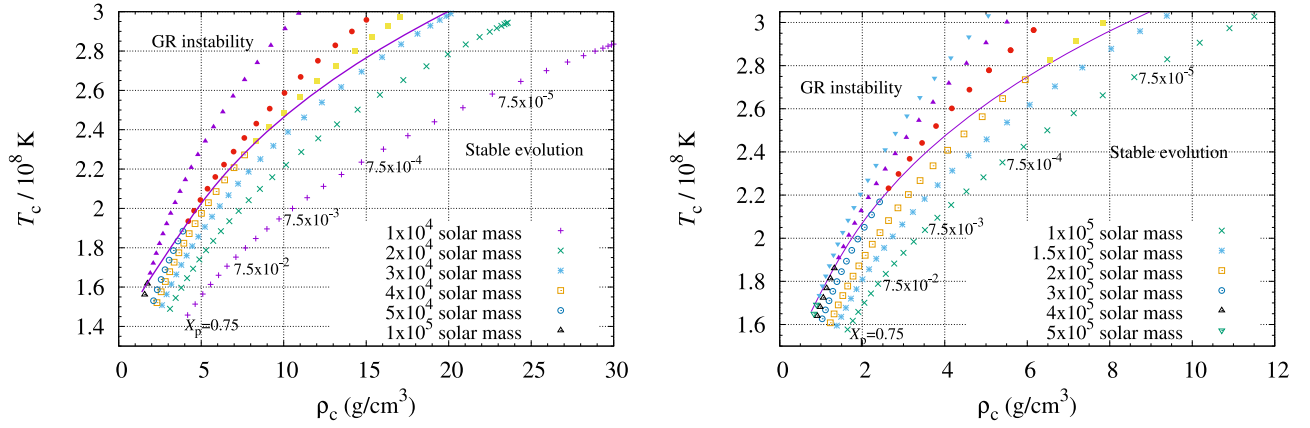 3
2.8
2.6
2.4
2.2
2
1.8
1.6
1.4
T_c / 10^8 K
GR instability
Stable evolution
7.5x10^-5
7.5x10^-4
7.5x10^-3
7.5x10^-2
X_p=0.75
1x10^4 solar mass
2x10^4 solar mass
3x10^4 solar mass
4x10^4 solar mass
5x10^4 solar mass
1x10^5 solar mass
0 5 10 15 20 25 30
ρ_c (g/cm^3)
3
2.8
2.6
2.4
2.2
2
1.8
1.6
T_c / 10^8 K
GR instability
Stable evolution
7.5x10^-5
7.5x10^-4
7.5x10^-3
7.5x10^-2
X_p=0.75
1x10^5 solar mass
1.5x10^5 solar mass
2x10^5 solar mass
3x10^5 solar mass
4x10^5 solar mass
5x10^5 solar mass
0 2 4 6 8 10 12
ρ_c (g/cm^3)